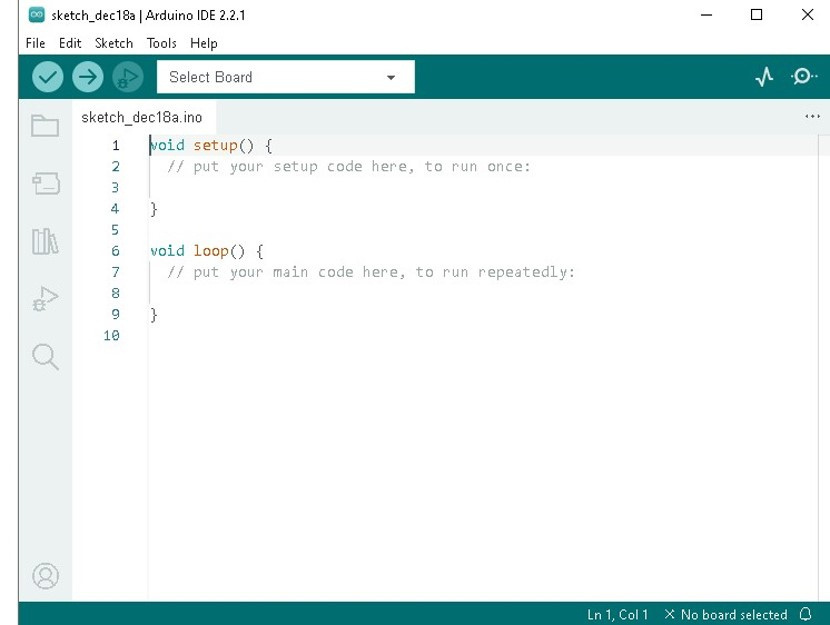 sketch_dec18a | Arduino IDE 2.2.1
File Edit Sketch Tools Help
Select Board
sketch_dec18a.ino
1 void setup() {
2   // put your setup code here, to run once:
3
4 }
5
6 void loop() {
7   // put your main code here, to run repeatedly:
8
9 }
10
Ln 1, Col 1 × No board selected